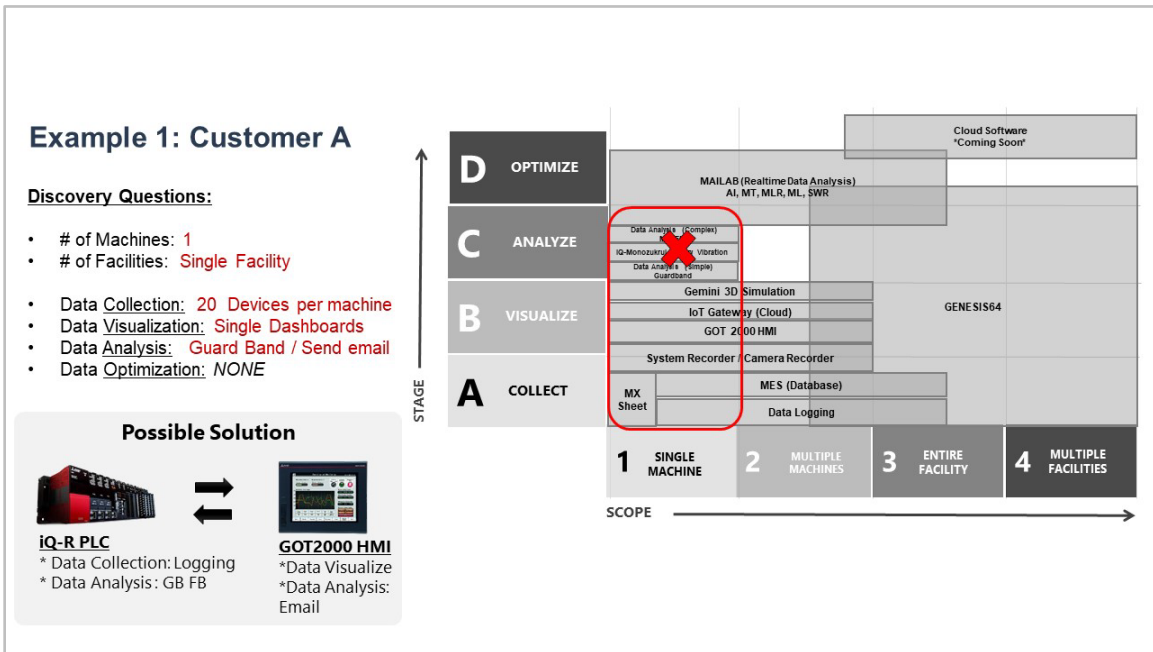 Example 1: Customer A
Discovery Questions:
• # of Machines: 1
• # of Facilities: Single Facility
• Data Collection: 20 Devices per machine
• Data Visualization: Single Dashboards
• Data Analysis: Guard Band / Send email
• Data Optimization: NONE
Possible Solution
iQ-R PLC
* Data Collection: Logging
* Data Analysis: GB FB
GOT2000 HMI
*Data Visualize
*Data Analysis:
Email
STAGE
D OPTIMIZE
C ANALYZE
B VISUALIZE
A COLLECT
Cloud Software
*Coming Soon*
MAILAB (Realtime Data Analysis)
AI, MT, MLR, ML, SWR
Data Analysis (Complex)
iQ-Monozukuri Vibration
Data Analysis (Simple)
Guardband
Gemini 3D Simulation
IoT Gateway (Cloud)
GOT 2000 HMI
System Recorder / Camera Recorder
MX
Sheet
MES (Database)
Data Logging
GENESIS64
1 SINGLE
MACHINE
2 MULTIPLE
MACHINES
3 ENTIRE
FACILITY
4 MULTIPLE
FACILITIES
SCOPE